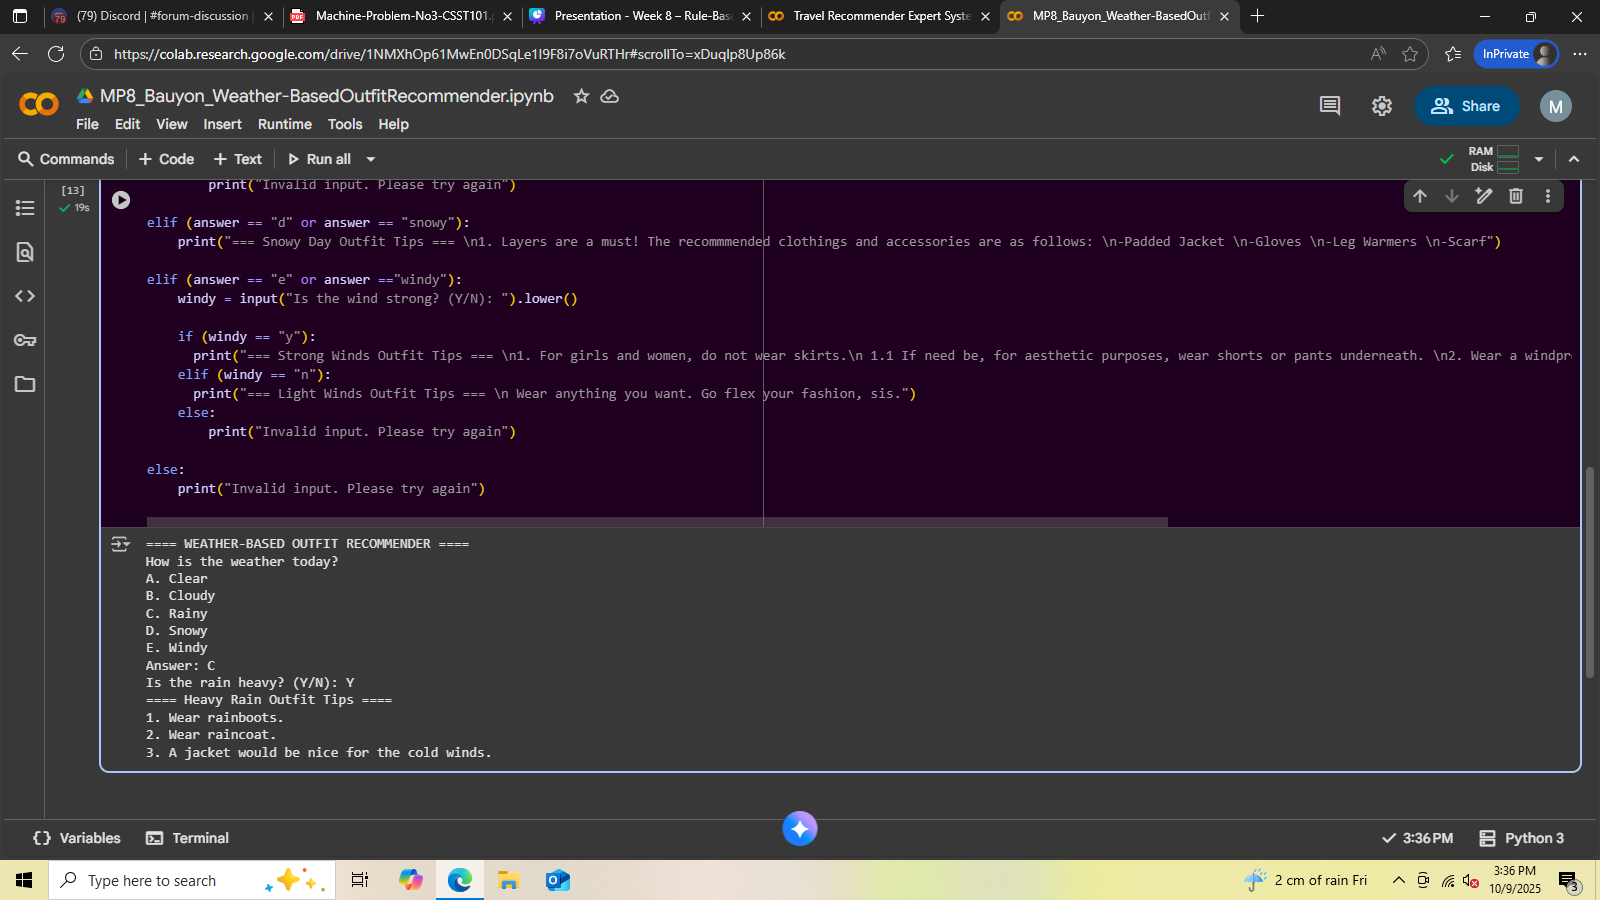 (79) Discord | #forum-discussion
Machine-Problem-No3-CSST101.
Presentation - Week 8 – Rule-Bas
Travel Recommender Expert Syste
MP8_Bauyon_Weather-BasedOutf
https://colab.research.google.com/drive/1NMXhOp61MwEn0DSqLe1I9F8i7oVuRTHr#scrollTo=xDuqlp8Up86k
InPrivate
MP8_Bauyon_Weather-BasedOutfitRecommender.ipynb
Share
M
File Edit View Insert Runtime Tools Help
Commands + Code + Text Run all
RAM
Disk
[13]
19s
print("Invalid input. Please try again")
elif (answer == "d" or answer == "snowy"):
print("=== Snowy Day Outfit Tips === \n1. Layers are a must! The recommmended clothings and accessories are as follows: \n-Padded Jacket \n-Gloves \n-Leg Warmers \n-Scarf")
elif (answer == "e" or answer =="windy"):
windy = input("Is the wind strong? (Y/N): ").lower()
if (windy == "y"):
print("=== Strong Winds Outfit Tips === \n1. For girls and women, do not wear skirts.\n 1.1 If need be, for aesthetic purposes, wear shorts or pants underneath. \n2. Wear a windpr
elif (windy == "n"):
print("=== Light Winds Outfit Tips === \n Wear anything you want. Go flex your fashion, sis.")
else:
print("Invalid input. Please try again")
else:
print("Invalid input. Please try again")
==== WEATHER-BASED OUTFIT RECOMMENDER ====
How is the weather today?
A. Clear
B. Cloudy
C. Rainy
D. Snowy
E. Windy
Answer: C
Is the rain heavy? (Y/N): Y
==== Heavy Rain Outfit Tips ====
1. Wear rainboots.
2. Wear raincoat.
3. A jacket would be nice for the cold winds.
Variables Terminal
3:36 PM Python 3
Type here to search
2 cm of rain Fri
3:36 PM
10/9/2025
3